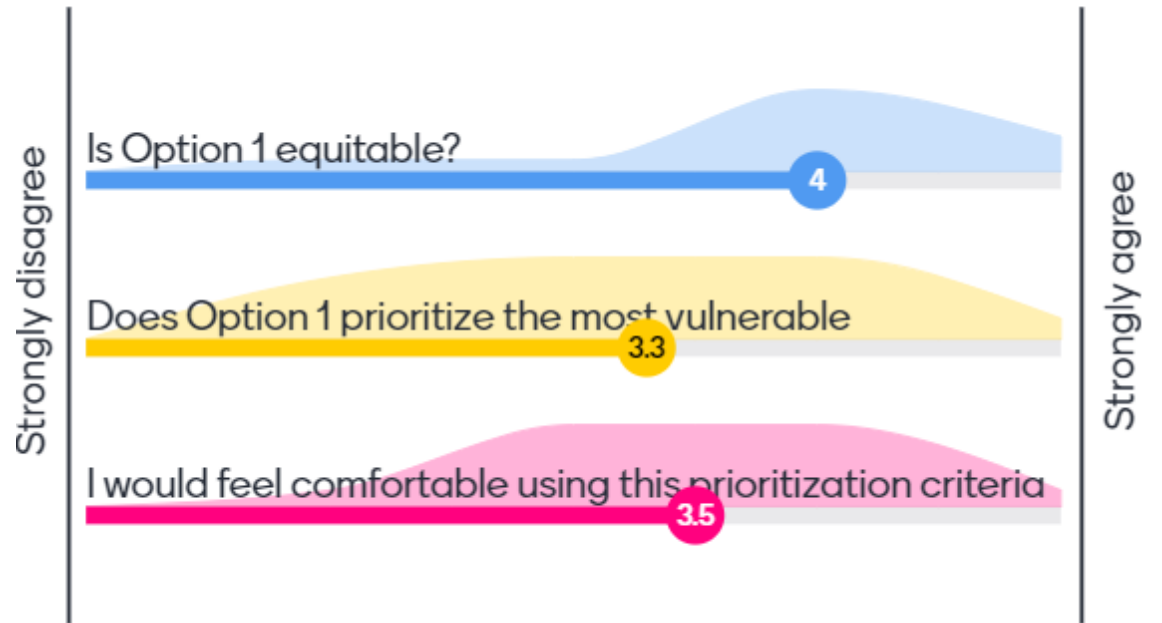 Strongly disagree
Is Option 1 equitable?
4
Does Option 1 prioritize the most vulnerable
3.3
I would feel comfortable using this prioritization criteria
3.5
Strongly agree